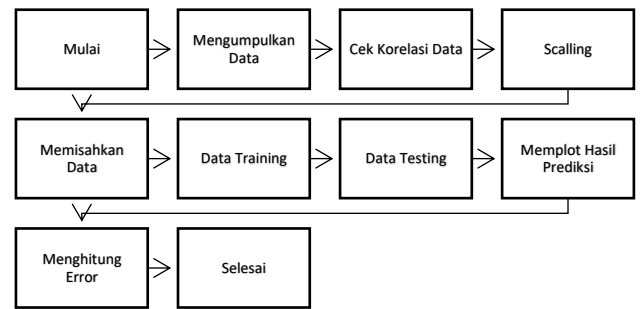 Mulai
Mengumpulkan
Data
Cek Korelasi Data
Scalling
Memisahkan
Data
Data Training
Data Testing
Memplot Hasil
Prediksi
Menghitung
Error
Selesai